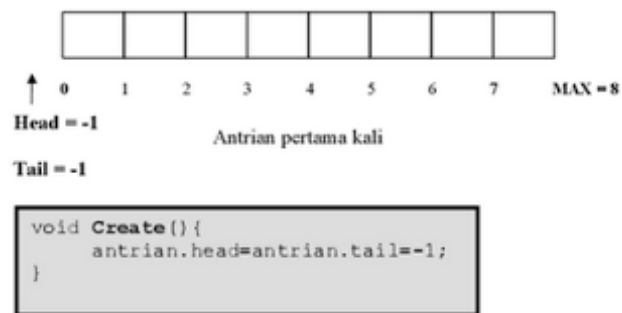 0 1 2 3 4 5 6 7 MAX = 8
Head = -1
Antrian pertama kali
Tail = -1
void Create(){
antrian.head=antrian.tail=-1;
}